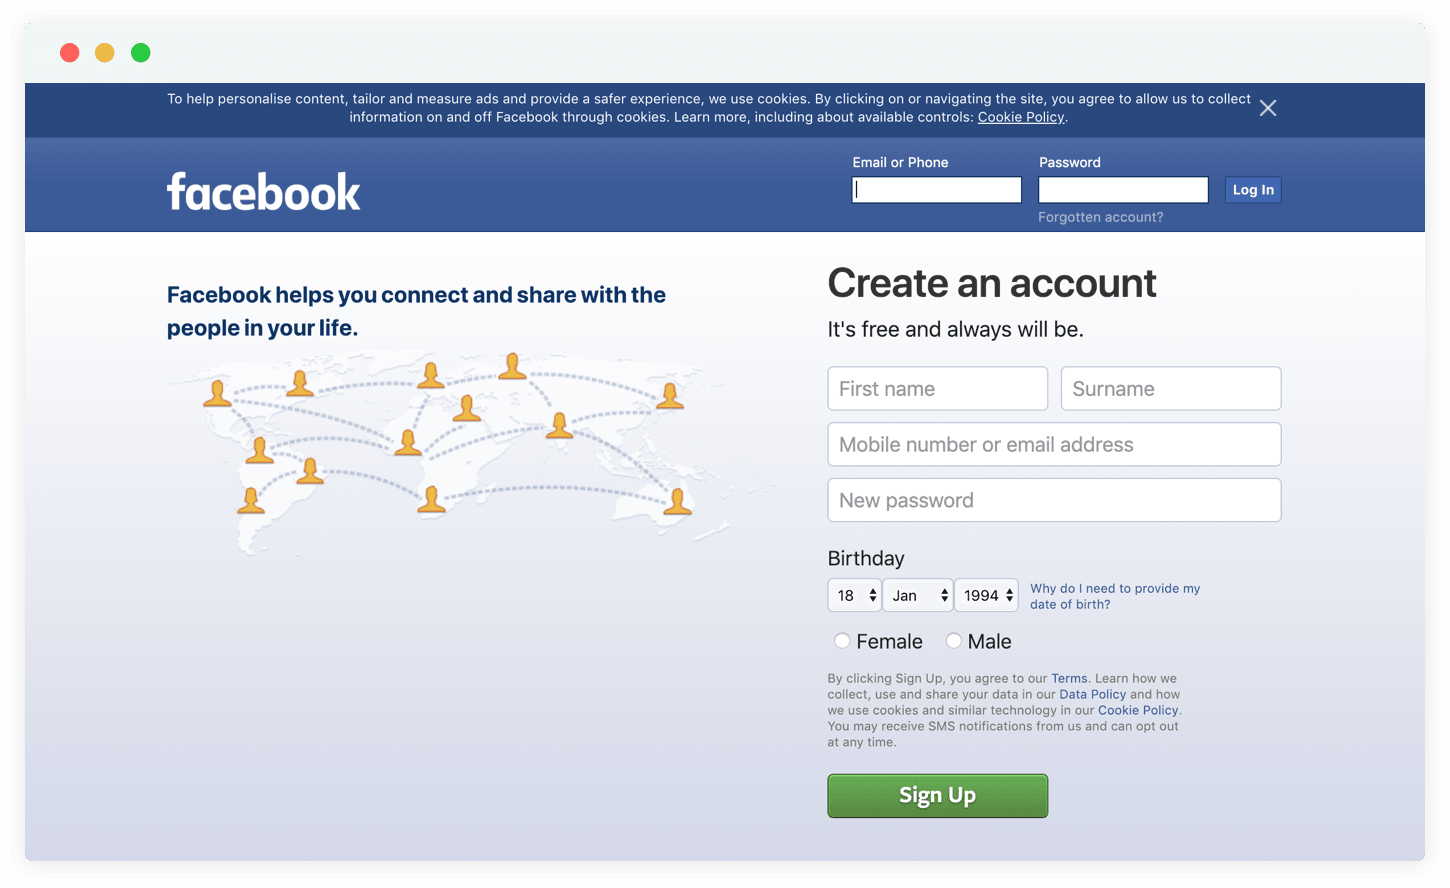 To help personalise content, tailor and measure ads and provide a safer experience, we use cookies. By clicking on or navigating the site, you agree to allow us to collect
information on and off Facebook through cookies. Learn more, including about available controls: Cookie Policy.
facebook
Email or Phone
Password
Log In
Forgotten account?
Facebook helps you connect and share with the
people in your life.
Create an account
It's free and always will be.
First name
Surname
Mobile number or email address
New password
Birthday
18
Jan
1994
Why do I need to provide my
date of birth?
Female
Male
By clicking Sign Up, you agree to our Terms. Learn how we
collect, use and share your data in our Data Policy and how
we use cookies and similar technology in our Cookie Policy.
You may receive SMS notifications from us and can opt out
at any time.
Sign Up